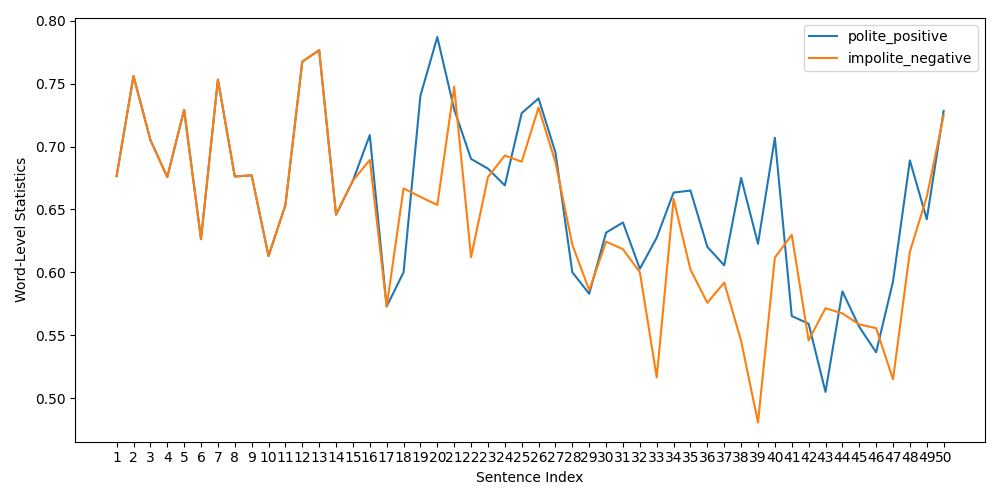 0.80
0.75
0.70
0.65
0.60
0.55
0.50
Word-Level Statistics
polite_positive
impolite_negative
1 2 3 4 5 6 7 8 9 10 11 12 13 14 15 16 17 18 19 20 21 22 23 24 25 26 27 28 29 30 31 32 33 34 35 36 37 38 39 40 41 42 43 44 45 46 47 48 49 50
Sentence Index